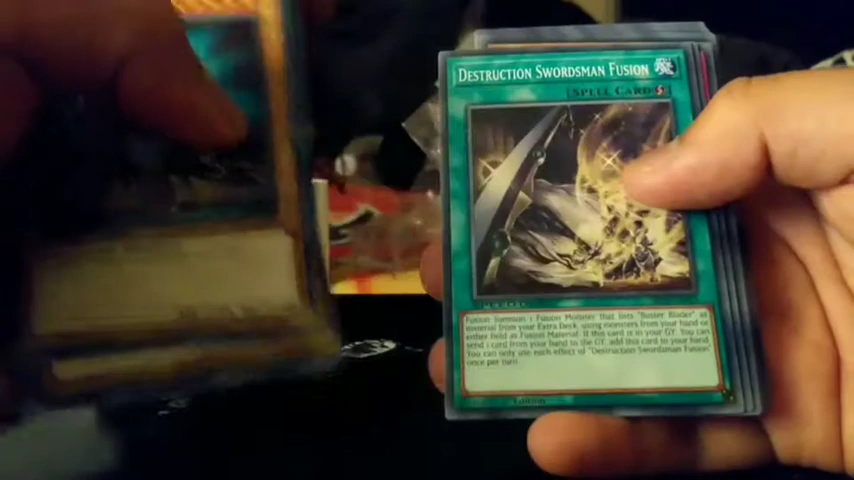 DESTRUCTION SWORDSMAN FUSION
SPELL CARD
Fusion Summon 1 Fusion Monster that lists "Buster Blader" as
material from your Extra Deck, using monsters from your hand or
either field as Fusion Material. If this card is in your GY: You can
send 1 card from your hand to the GY; add this card to your hand.
You can only use each effect of "Destruction Swordsman Fusion"
once per turn.
Edition